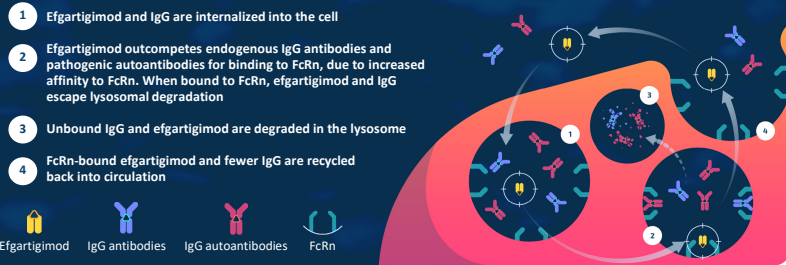 1 Efgartigimod and IgG are internalized into the cell
2 Efgartigimod outcompetes endogenous IgG antibodies and
pathogenic autoantibodies for binding to FcRn, due to increased
affinity to FcRn. When bound to FcRn, efgartigimod and IgG
escape lysosomal degradation
3 Unbound IgG and efgartigimod are degraded in the lysosome
4 FcRn-bound efgartigimod and fewer IgG are recycled
back into circulation
Efgartigimod IgG antibodies IgG autoantibodies FcRn
3
1
4
2